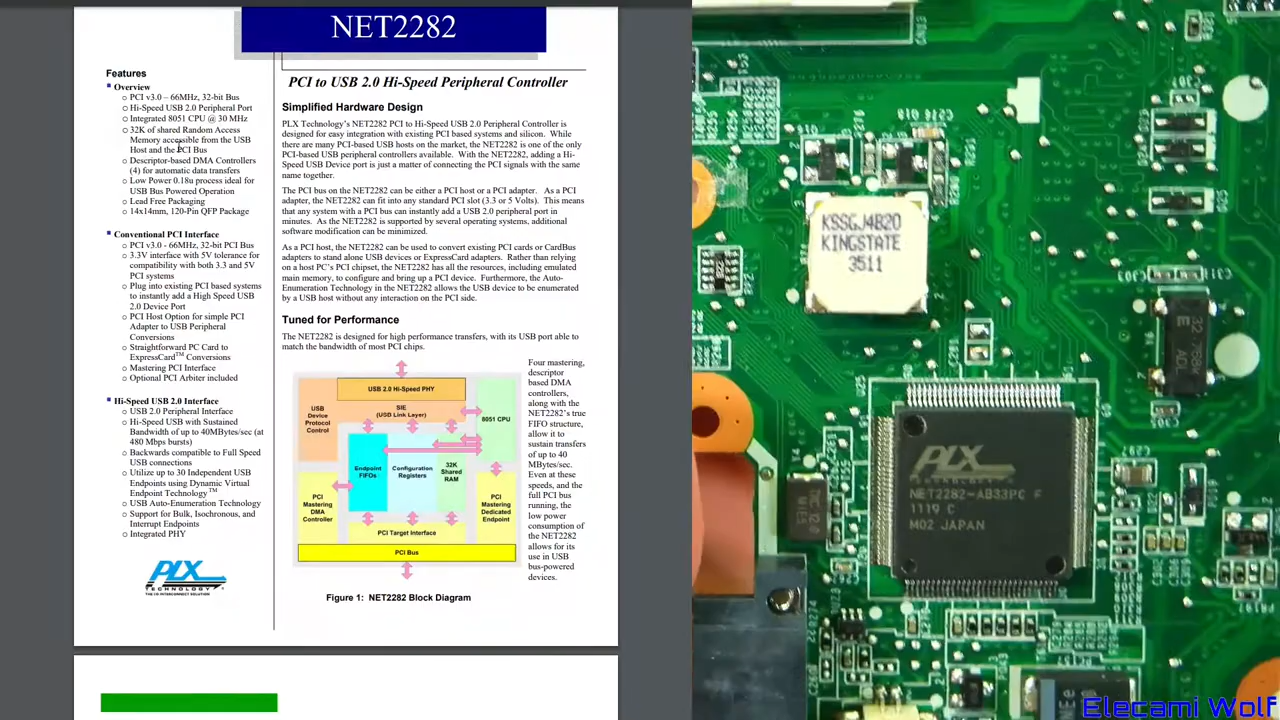 NET2282
Features
Overview
PCI v3.0 – 66MHz, 32-bit Bus
Hi-Speed USB 2.0 Peripheral Port
Integrated 8051 CPU @ 30 MHz
32K of shared Random Access
Memory accessible from the USB
Host and the PCI Bus
Descriptor-based DMA Controllers
(4) for automatic data transfers
Low Power 0.18u process ideal for
USB Bus Powered Operation
Lead Free Packaging
14x14mm, 120-Pin QFP Package
Conventional PCI Interface
PCI v3.0 - 66MHz, 32-bit PCI Bus
3.3V interface with 5V tolerance for
compatibility with both 3.3 and 5V
PCI systems
Plug into existing PCI based systems
to instantly add a High Speed USB
2.0 Device Port
PCI Host Option for simple PCI
Adapter to USB Peripheral
Conversions
Straightforward PC Card to
ExpressCard™ Conversions
Mastering PCI Interface
Optional PCI Arbiter included
Hi-Speed USB 2.0 Interface
USB 2.0 Peripheral Interface
Hi-Speed USB with Sustained
Bandwidth of up to 40MBytes/sec (at
480 Mbps bursts)
Backwards compatible to Full Speed
USB connections
Utilize up to 30 Independent USB
Endpoints using Dynamic Virtual
Endpoint Technology™
USB Auto-Enumeration Technology
Support for Bulk, Isochronous, and
Interrupt Endpoints
Integrated PHY
PLX
TECHNOLOGY
PCI to USB 2.0 Hi-Speed Peripheral Controller
Simplified Hardware Design
PLX Technology's NET2282 PCI to Hi-Speed USB 2.0 Peripheral Controller is
designed for easy integration with existing PCI based systems and silicon. While
there are many PCI-based USB hosts on the market, the NET2282 is one of the only
PCI-based USB peripheral controllers available. With the NET2282, adding a Hi-
Speed USB Device port is just a matter of connecting the PCI signals with the same
name together.
The PCI bus on the NET2282 can be either a PCI host or a PCI adapter. As a PCI
adapter, the NET2282 can fit into any standard PCI slot (3.3 or 5 Volts). This means
that any system with a PCI bus can instantly add a USB 2.0 peripheral port in
minutes. As the NET2282 is supported by several operating systems, additional
software modification can be minimized.
As a PCI host, the NET2282 can be used to convert existing PCI cards or CardBus
adapters to stand alone USB devices or ExpressCard adapters. Rather than relying
on a host PC's PCI chipset, the NET2282 has all the resources, including emulated
main memory, to configure and bring up a PCI device. Furthermore, the Auto-
Enumeration Technology in the NET2282 allows the USB device to be enumerated
by a USB host without any interaction on the PCI side.
Tuned for Performance
The NET2282 is designed for high performance transfers, with its USB port able to
match the bandwidth of most PCI chips.
USB 2.0 Hi-Speed PHY
SIE
(USB Link Layer)
USB
Device
Protocol
Control
8051 CPU
Endpoint
FIFOs
Configuration
Registers
32K
Shared
RAM
PCI
Mastering
DMA
Controller
PCI
Mastering
Dedicated
Endpoint
PCI Target Interface
PCI Bus
Figure 1: NET2282 Block Diagram
Four mastering,
descriptor
based DMA
controllers,
along with the
NET2282's true
FIFO structure,
allow it to
sustain transfers
of up to 40
MBytes/sec.
Even at these
speeds, and the
full PCI bus
running, the
low power
consumption of
the NET2282
allows for its
use in USB
bus-powered
devices.
KSSGJ4B20
KINGSTATE
3511
PLX
NET2282-AB33PC F
1119 C
M02 JAPAN
Elecami Wolf